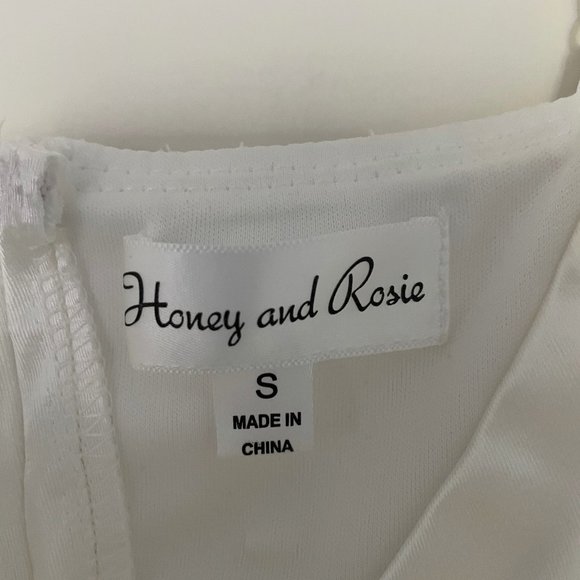 Honey and Rosie
S
MADE IN
CHINA